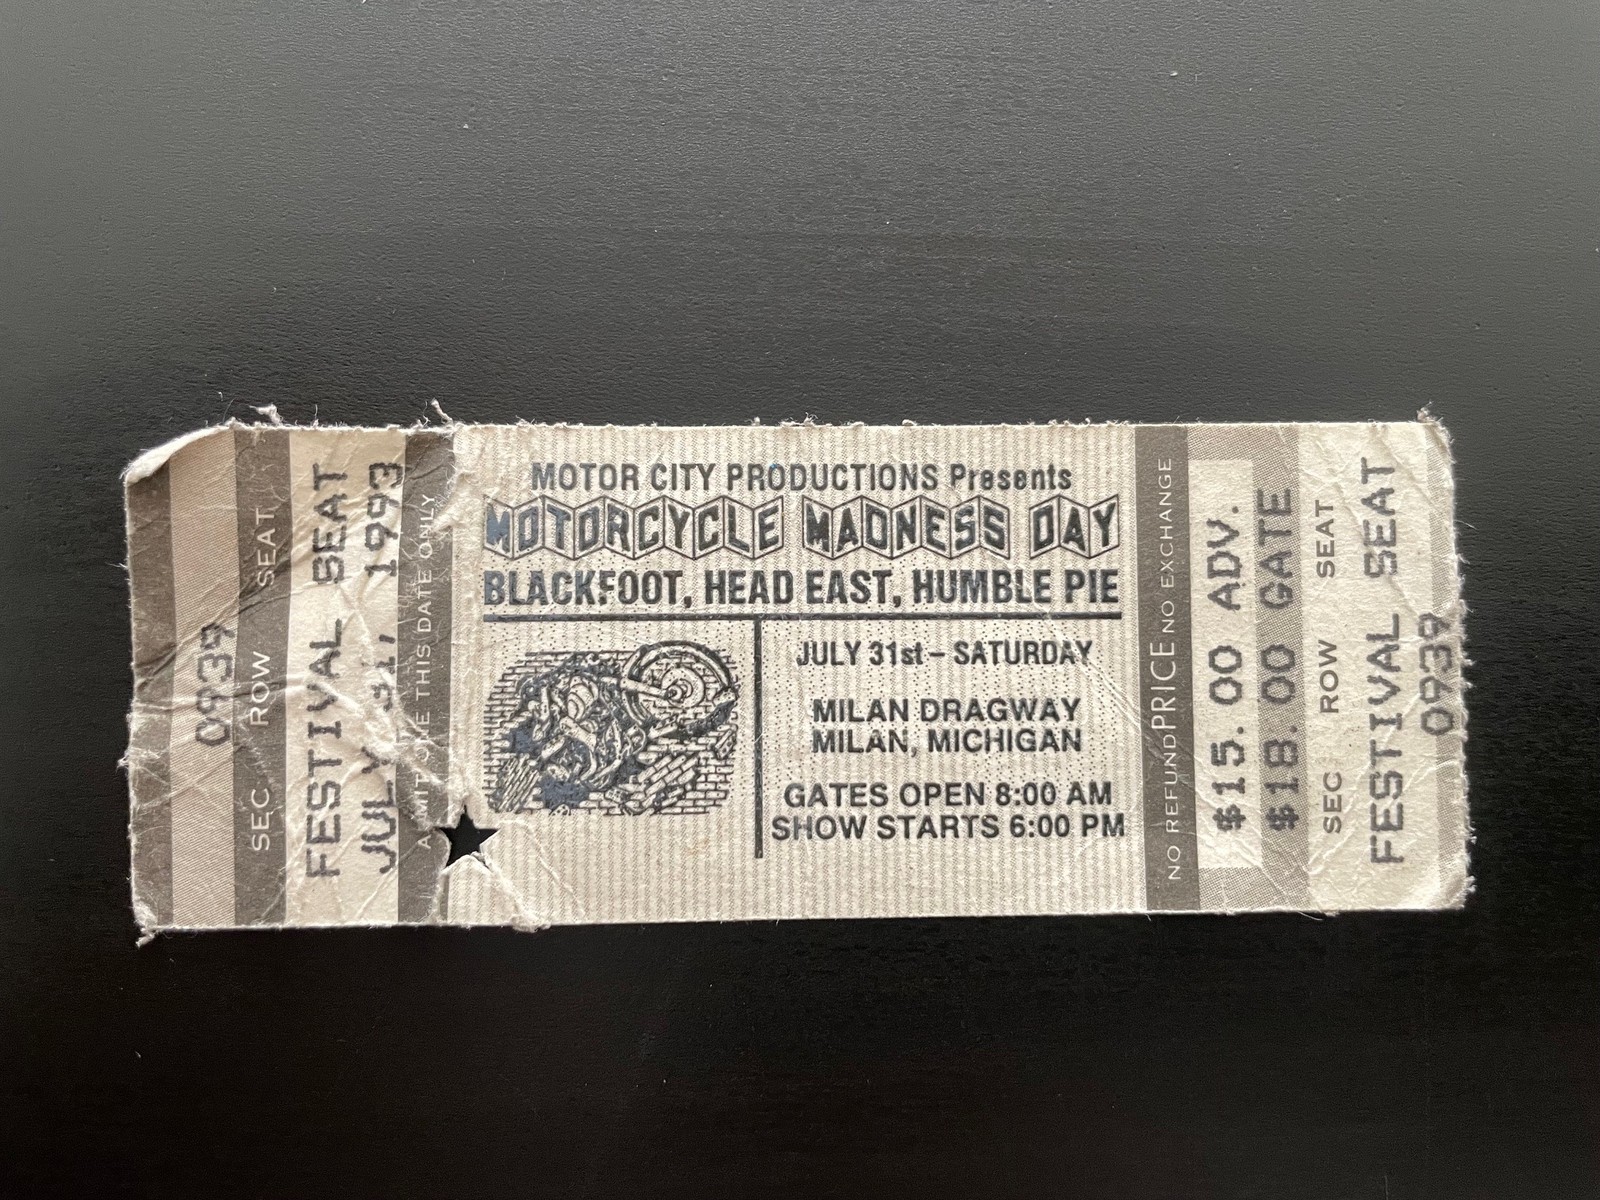 0939
SEC ROW SEAT
FESTIVAL SEAT
JULY 31, 1993
ADMIT ONE THIS DATE ONLY
MOTOR CITY PRODUCTIONS Presents
MOTORCYCLE MADNESS DAY
BLACKFOOT, HEAD EAST, HUMBLE PIE
JULY 31st – SATURDAY
MILAN DRAGWAY
MILAN, MICHIGAN
GATES OPEN 8:00 AM
SHOW STARTS 6:00 PM
NO REFUND PRICE NO EXCHANGE
$15.00 ADV.
$18.00 GATE
SEC ROW SEAT
FESTIVAL SEAT
0939